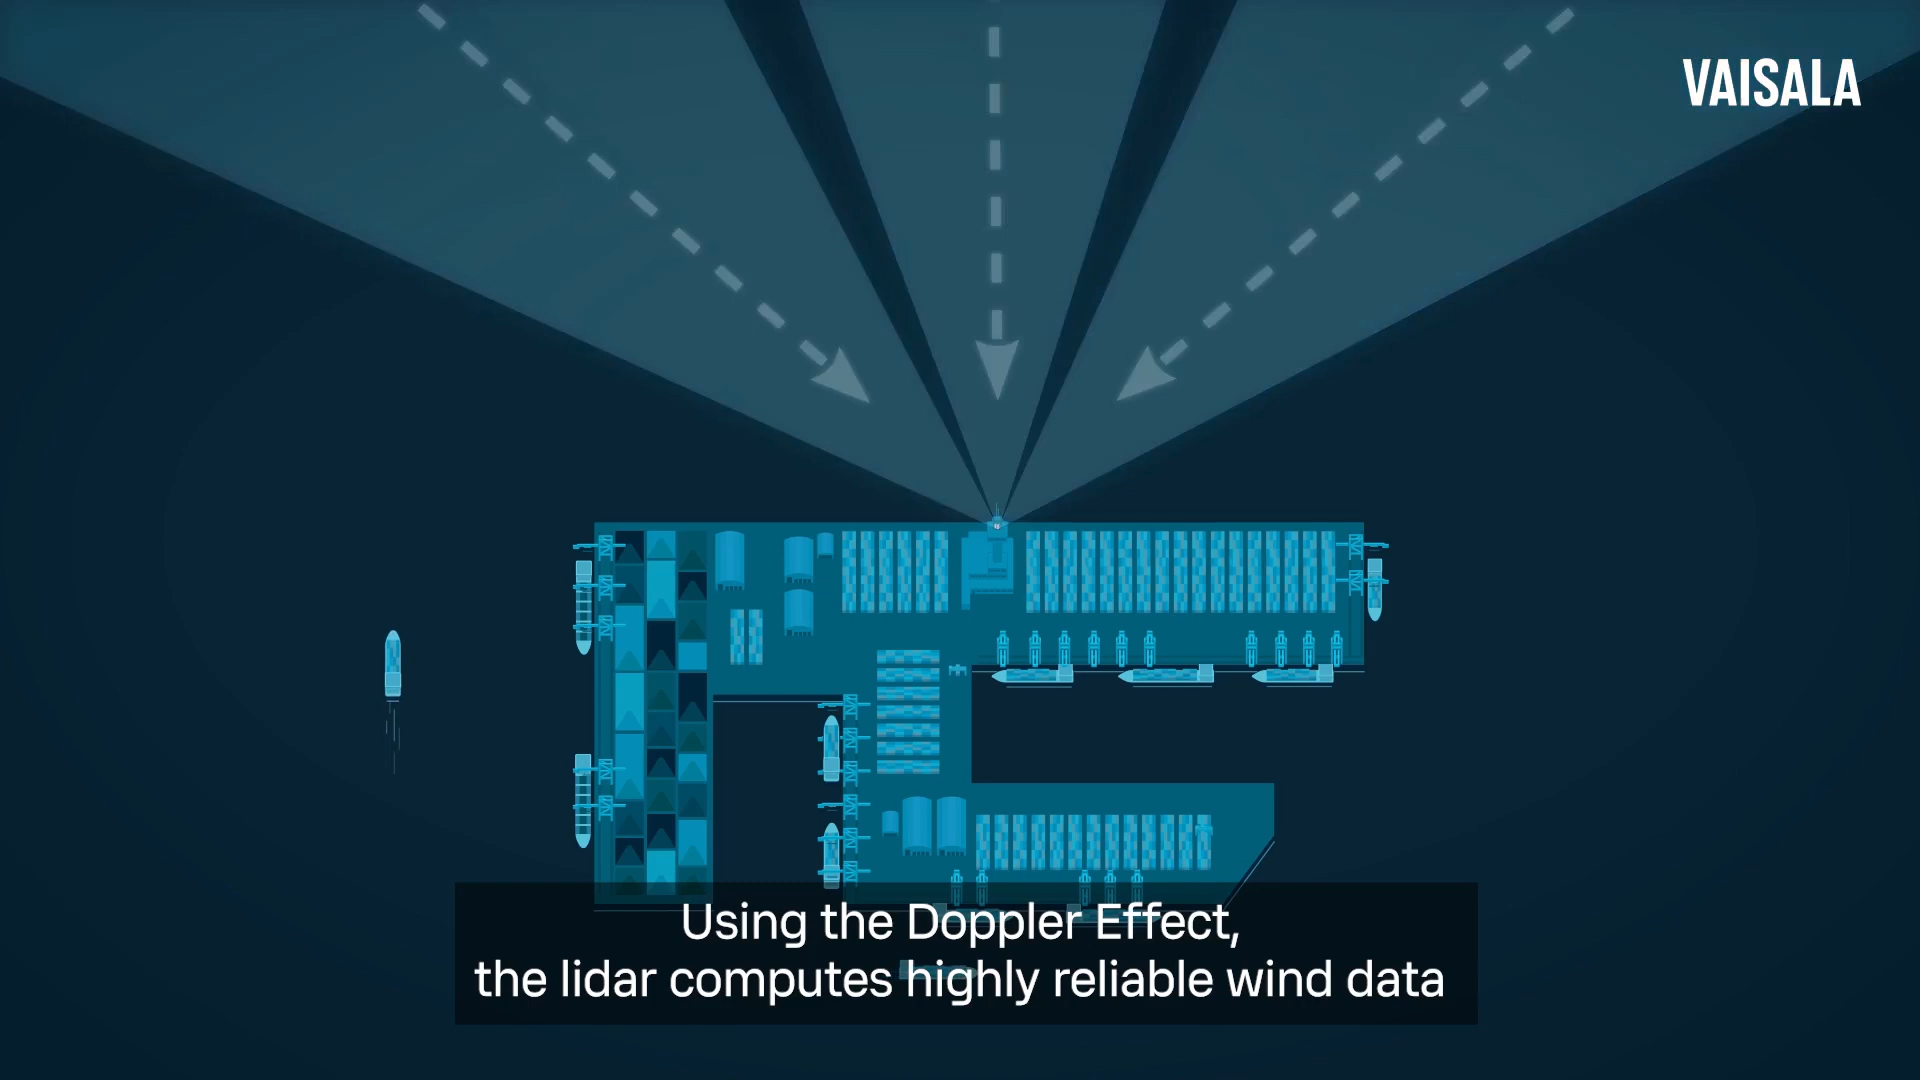 VAISALA
Using the Doppler Effect,
the lidar computes highly reliable wind data